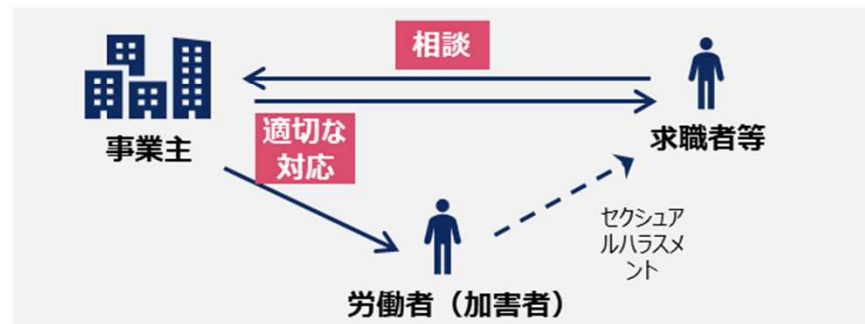 相談
事業主
適切な
対応
求職者等
セクシュア
ルハラスメ
ント
労働者（加害者）